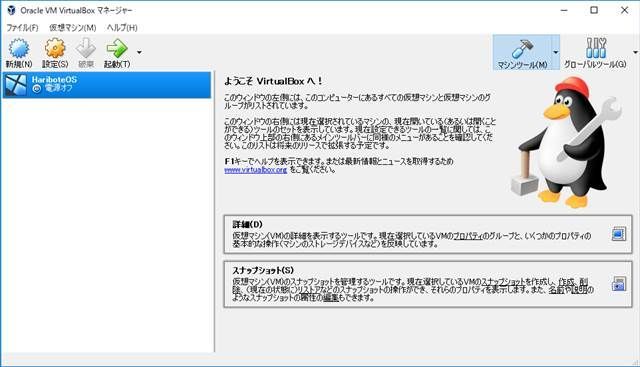 Oracle VM VirtualBox マネージャー
ファイル(F) 仮想マシン(M) ヘルプ(H)
新規(N) 設定(S) 破棄 起動(T) マシンツール(M) グローバルツール(G)
HariboteOS
電源オフ
ようこそ VirtualBox へ!
このウィンドウの左側には、このコンピューターにあるすべての仮想マシンと仮想マシンのグ
ループがリストされています。
このウィンドウの右側には現在選択されているマシンの、現在開いている(あるいは開くこと
ができる)ツールのセットを表示しています。現在設定できるツールの一覧に関しては、こ
のウィンドウ上部の右側にあるメインツールバーに同様のメニューがあることを確認してくだ
さい。このリストは将来のリリースで拡張する予定です。
F1キーでヘルプを表示できます。または最新情報とニュースを取得するため
www.virtualbox.org をご覧ください。
詳細(D)
仮想マシン(VM)の詳細を表示するツールです。現在選択しているVMのプロパティのグループと、いくつかのプロパティの
基本的な操作(マシンのストレージデバイスなど)を反映しています。
スナップショット(S)
仮想マシン(VM)のスナップショットを管理するツールです。現在選択しているVMのスナップショットを作成し、作成、削
除、(現在の状態に)リストアなどのスナップショットの操作ができ、それらのプロパティを表示します。また、名前や説明の
ようなスナップショットの属性の編集もできます。